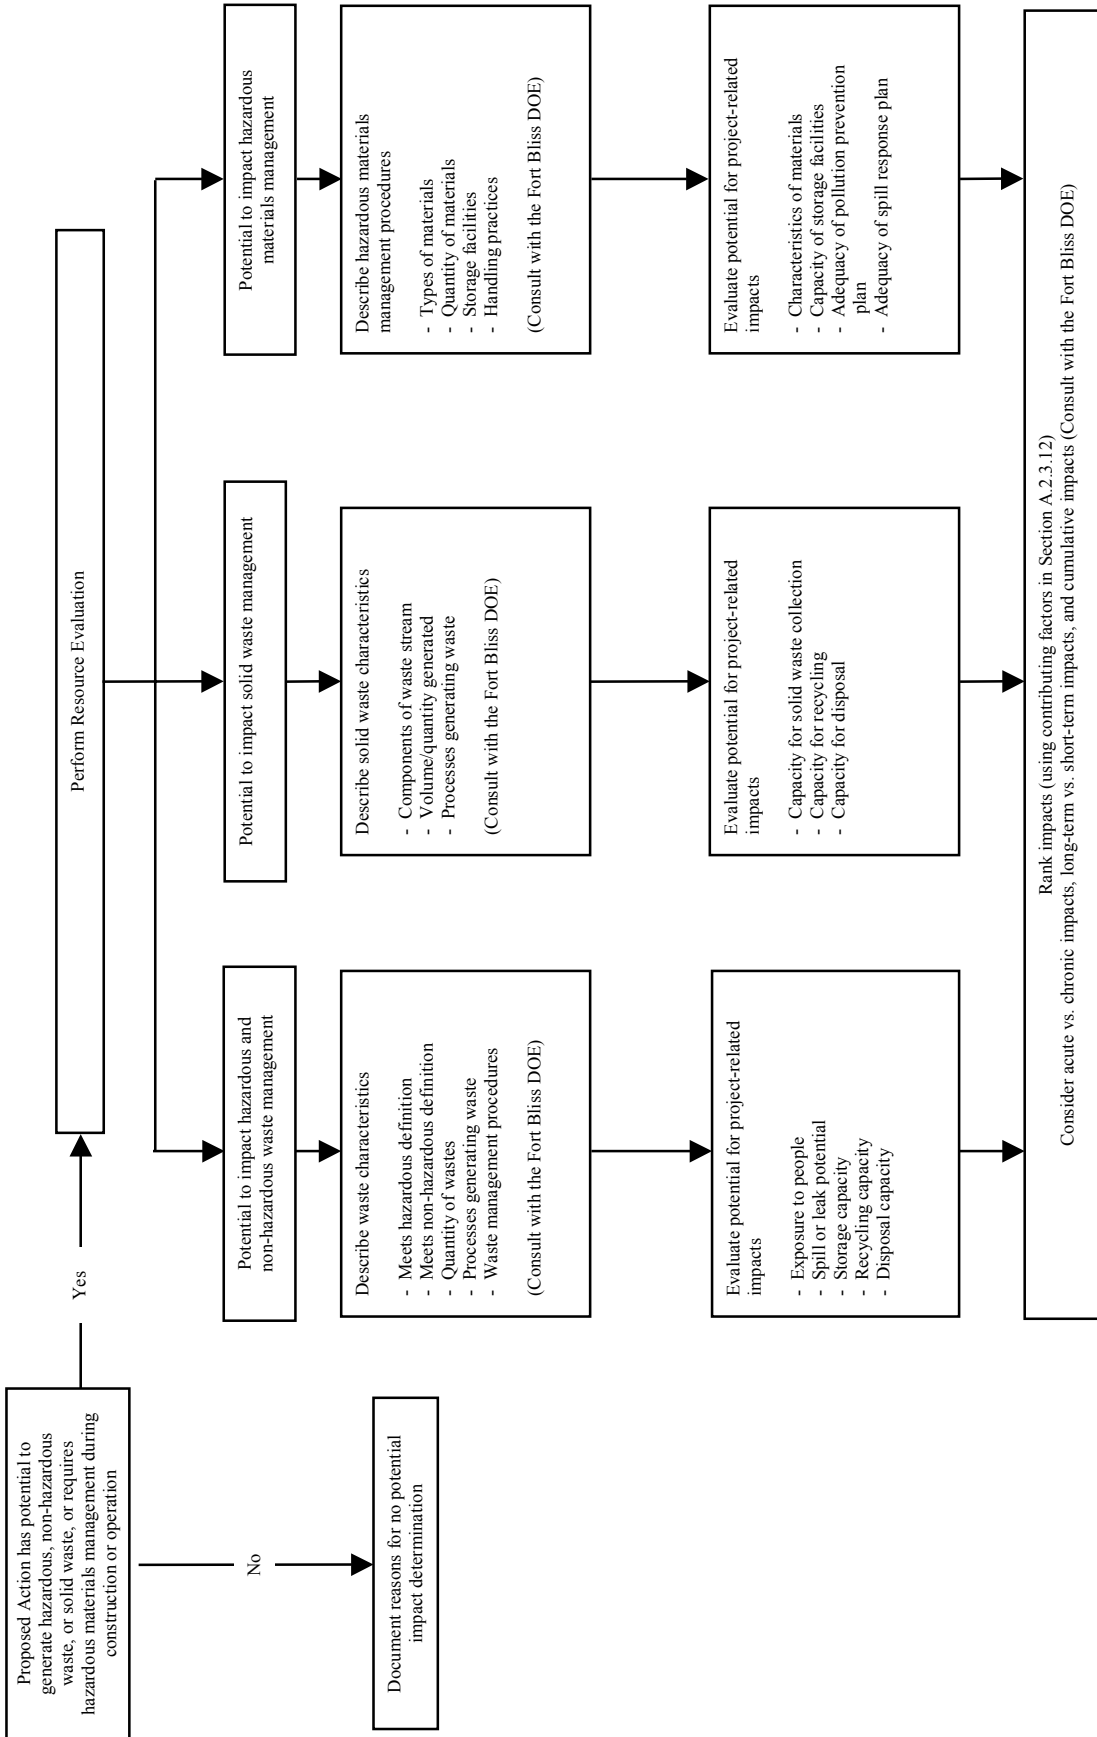 Proposed Action has potential to
generate hazardous, non-hazardous
waste, or solid waste, or requires
hazardous materials management during
construction or operation
Yes
Perform Resource Evaluation
No
Document reasons for no potential
impact determination
Potential to impact hazardous and
non-hazardous waste management
Potential to impact solid waste management
Potential to impact hazardous
materials management
Describe waste characteristics
- Meets hazardous definition
- Meets non-hazardous definition
- Quantity of wastes
- Processes generating waste
- Waste management procedures
(Consult with the Fort Bliss DOE)
Describe solid waste characteristics
- Components of waste stream
- Volume/quantity generated
- Processes generating waste
(Consult with the Fort Bliss DOE)
Describe hazardous materials
management procedures
- Types of materials
- Quantity of materials
- Storage facilities
- Handling practices
(Consult with the Fort Bliss DOE)
Evaluate potential for project-related
impacts
- Exposure to people
- Spill or leak potential
- Storage capacity
- Recycling capacity
- Disposal capacity
Evaluate potential for project-related
impacts
- Capacity for solid waste collection
- Capacity for recycling
- Capacity for disposal
Evaluate potential for project-related
impacts
- Characteristics of materials
- Capacity of storage facilities
- Adequacy of pollution prevention
plan
- Adequacy of spill response plan
Rank impacts (using contributing factors in Section A.2.3.12)
Consider acute vs. chronic impacts, long-term vs. short-term impacts, and cumulative impacts (Consult with the Fort Bliss DOE)